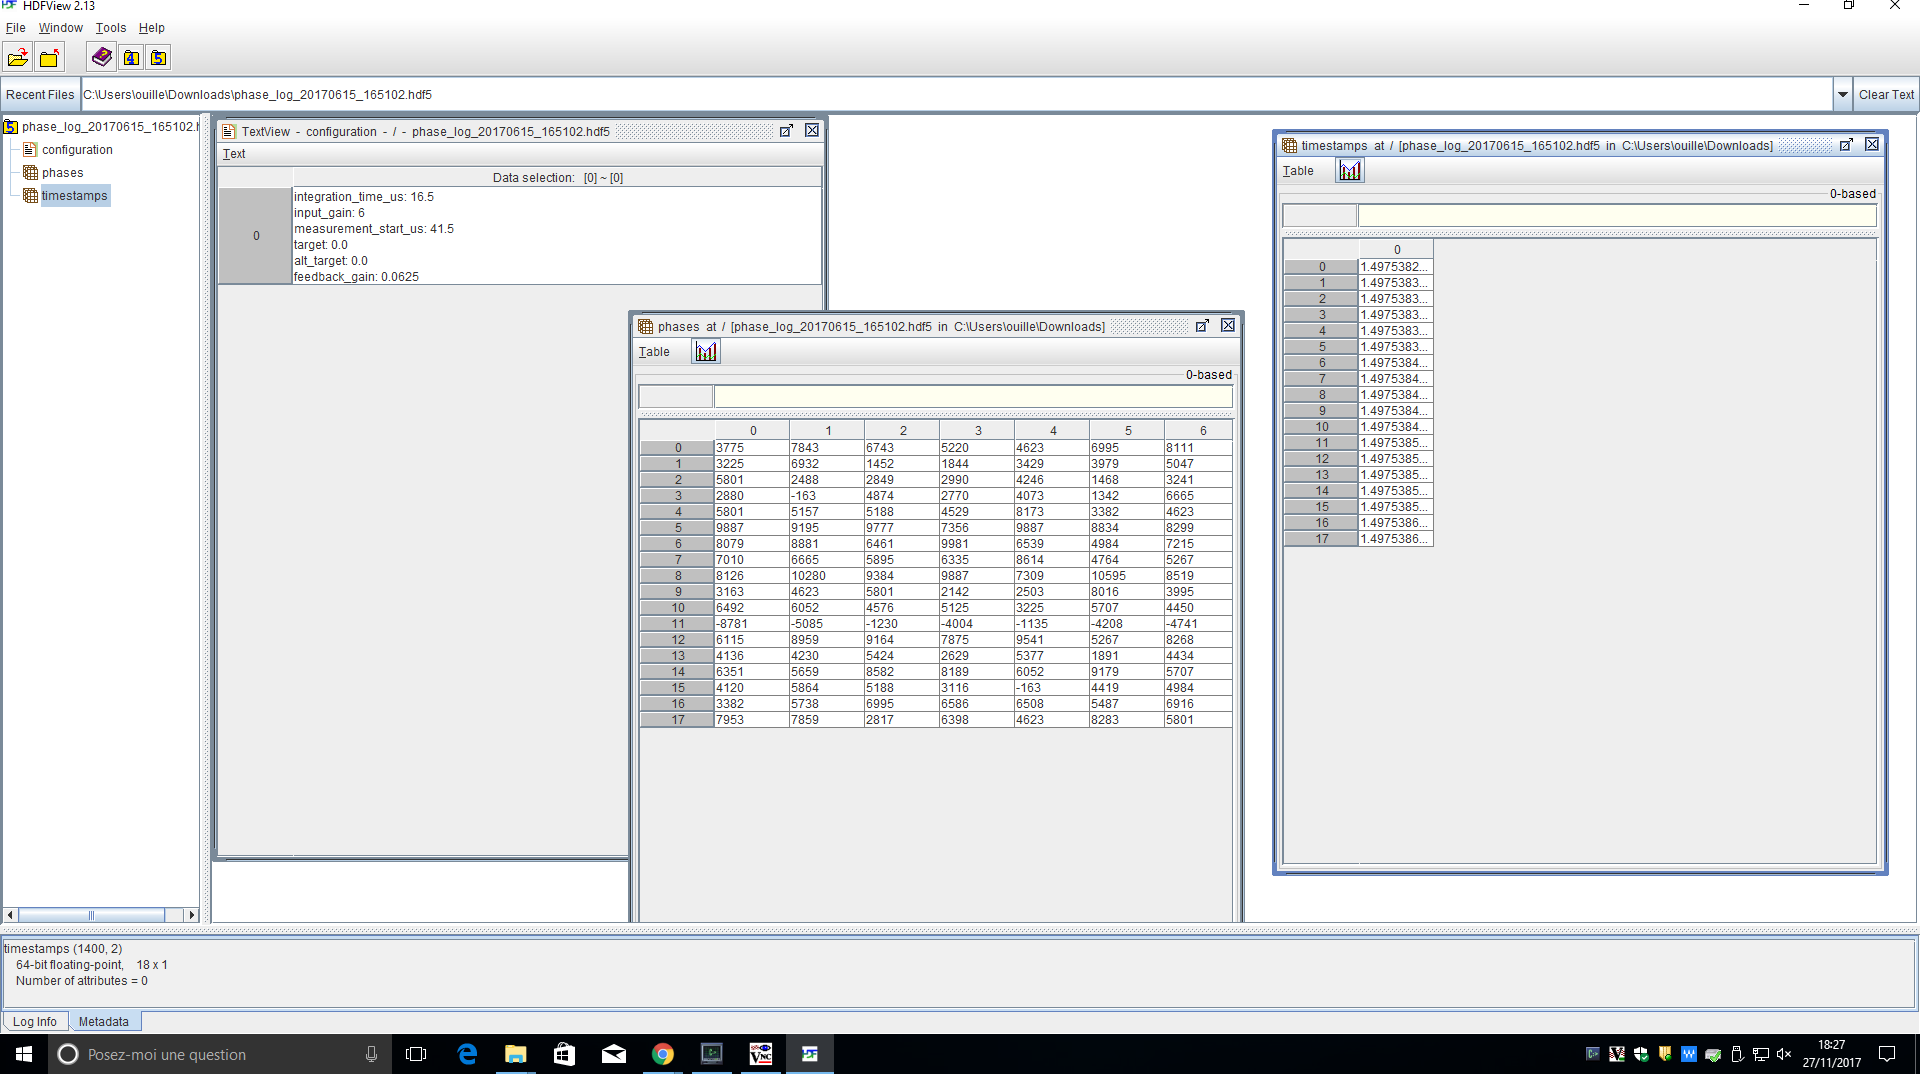 HDFView 2.13
File Window Tools Help
Recent Files C:\Users\ouille\Downloads\phase_log_20170615_165102.hdf5 Clear Text
phase_log_20170615_165102.h
configuration
phases
timestamps
TextView - configuration - / - phase_log_20170615_165102.hdf5
Text
Data selection: [0] ~ [0]
0
integration_time_us: 16.5
input_gain: 6
measurement_start_us: 41.5
target: 0.0
alt_target: 0.0
feedback_gain: 0.0625
phases at / [phase_log_20170615_165102.hdf5 in C:\Users\ouille\Downloads]
Table
0-based
0 1 2 3 4 5 6
0 3775 7843 6743 5220 4623 6995 8111
1 3225 6932 1452 1844 3429 3979 5047
2 5801 2488 2849 2990 4246 1468 3241
3 2880 -163 4874 2770 4073 1342 6665
4 5801 5157 5188 4529 8173 3382 4623
5 9887 9195 9777 7356 9887 8834 8299
6 8079 8881 6461 9981 6539 4984 7215
7 7010 6665 5895 6335 8614 4764 5267
8 8126 10280 9384 9887 7309 10595 8519
9 3163 4623 5801 2142 2503 8016 3995
10 6492 6052 4576 5125 3225 5707 4450
11 -8781 -5085 -1230 -4004 -1135 -4208 -4741
12 6115 8959 9164 7875 9541 5267 8268
13 4136 4230 5424 2629 5377 1891 4434
14 6351 5659 8582 8189 6052 9179 5707
15 4120 5864 5188 3116 -163 4419 4984
16 3382 5738 6995 6586 6508 5487 6916
17 7953 7859 2817 6398 4623 8283 5801
timestamps at / [phase_log_20170615_165102.hdf5 in C:\Users\ouille\Downloads]
Table
0-based
0
0 1.4975382...
1 1.4975383...
2 1.4975383...
3 1.4975383...
4 1.4975383...
5 1.4975383...
6 1.4975384...
7 1.4975384...
8 1.4975384...
9 1.4975384...
10 1.4975384...
11 1.4975385...
12 1.4975385...
13 1.4975385...
14 1.4975385...
15 1.4975385...
16 1.4975386...
17 1.4975386...
timestamps (1400, 2)
64-bit floating-point, 18 x 1
Number of attributes = 0
Log Info Metadata
Posez-moi une question
18:27
27/11/2017